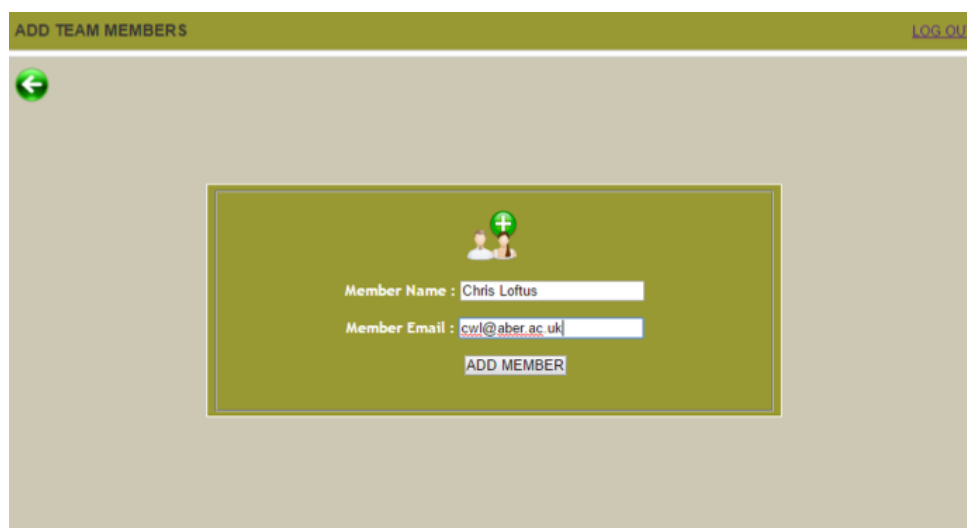 ADD TEAM MEMBERS LOG OU
Member Name : Chris Loftus
Member Email : cwl@aber.ac.uk
ADD MEMBER